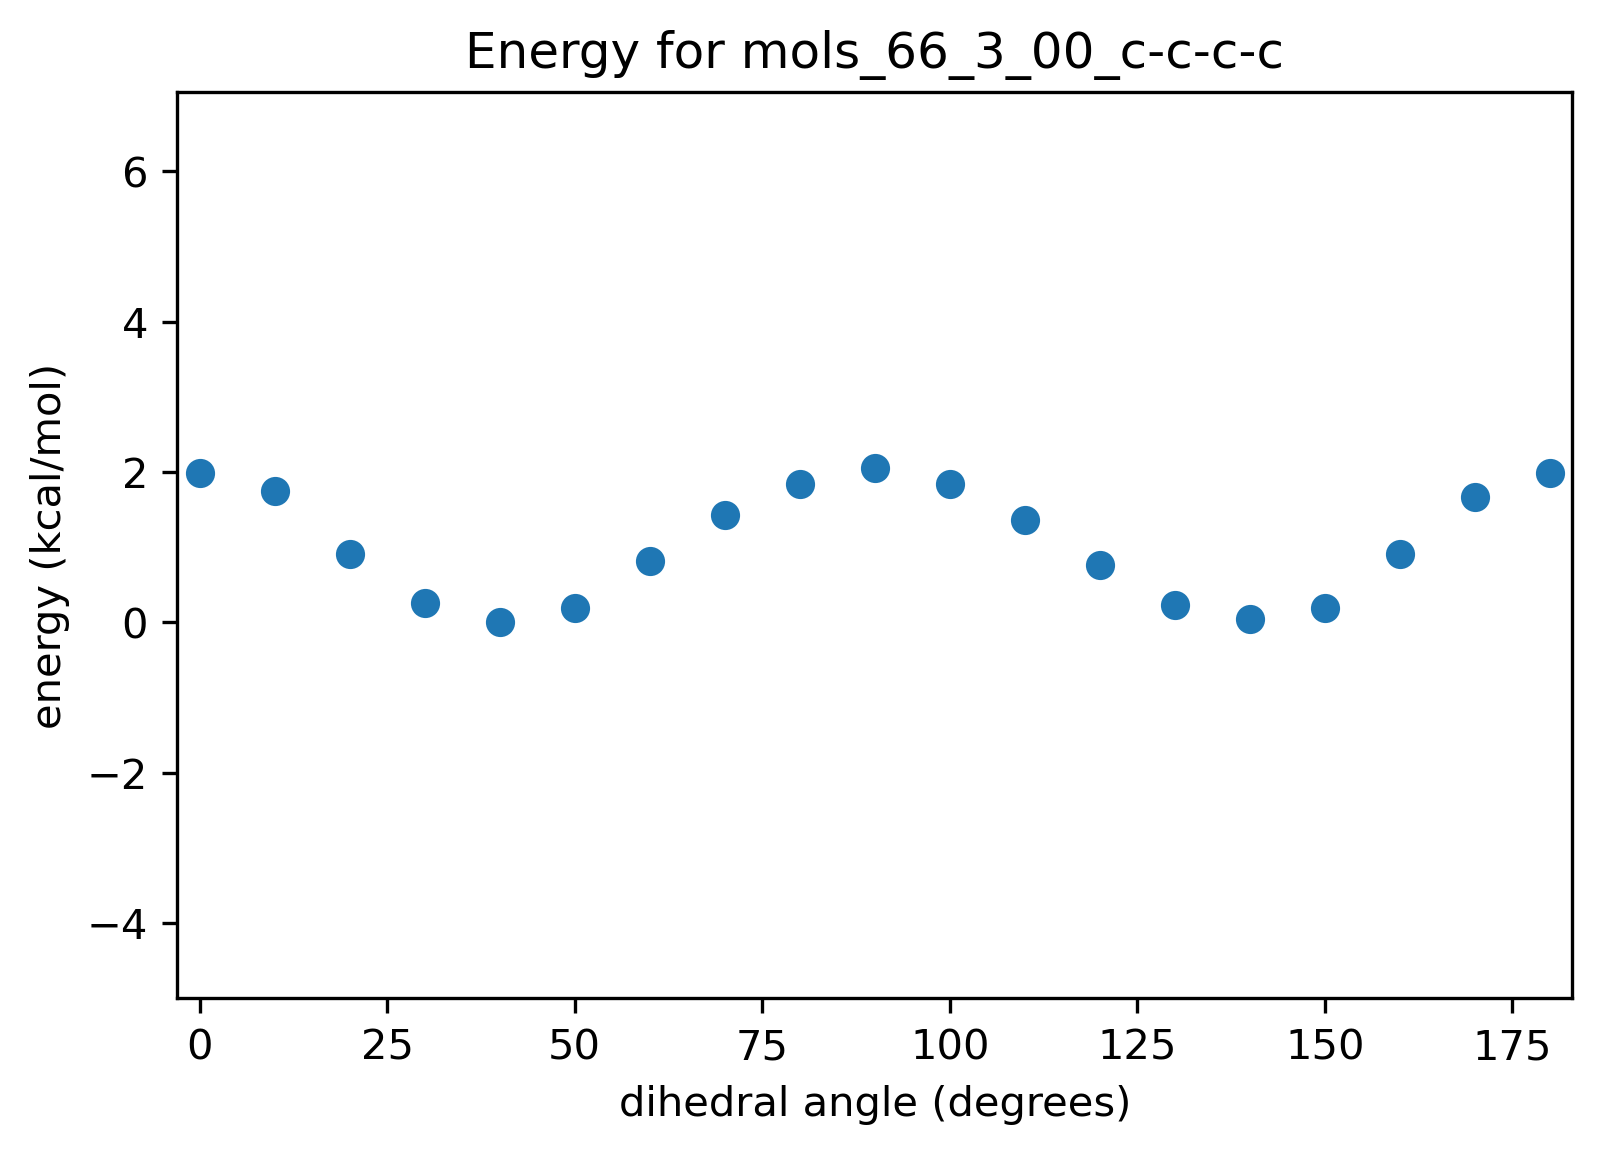 Energy for mols_66_3_00_c-c-c-c
6
4
2
0
−2
−4
energy (kcal/mol)
0 25 50 75 100 125 150 175
dihedral angle (degrees)